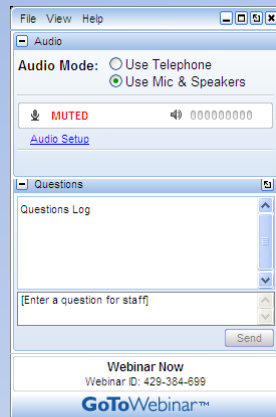 File View Help
Audio
Audio Mode: Use Telephone
Use Mic & Speakers
MUTED 000000000
Audio Setup
Questions
Questions Log
[Enter a question for staff]
Send
Webinar Now
Webinar ID: 429-384-699
GoToWebinar™